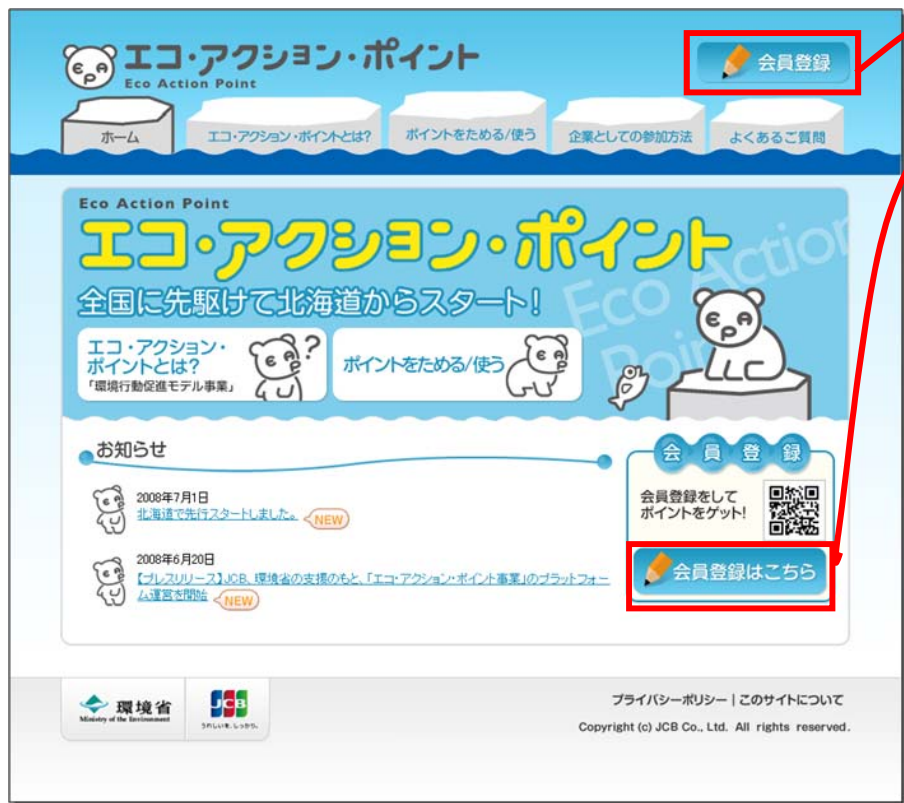 エコ・アクション・ポイント
Eco Action Point
会員登録
ホーム
エコ・アクション・ポイントとは?
ポイントをためる/使う
企業としての参加方法
よくあるご質問
Eco Action Point
エコ・アクション・ポイント
全国に先駆けて北海道からスタート!
Eco Action
Point
エコ・アクション・
ポイントとは?
「環境行動促進モデル事業」
ポイントをためる/使う
お知らせ
2008年7月1日
北海道で先行スタートしました。 NEW
2008年6月20日
【プレスリリース】JCB、環境省の支援のもと、「エコ・アクション・ポイント事業」のプラットフォー
ム運営を開始 NEW
会員登録
会員登録をして
ポイントをゲット!
会員登録はこちら
環境省
Ministry of the Environment
JCB
うれしいを、しっかり。
プライバシーポリシー | このサイトについて
Copyright (c) JCB Co., Ltd. All rights reserved.